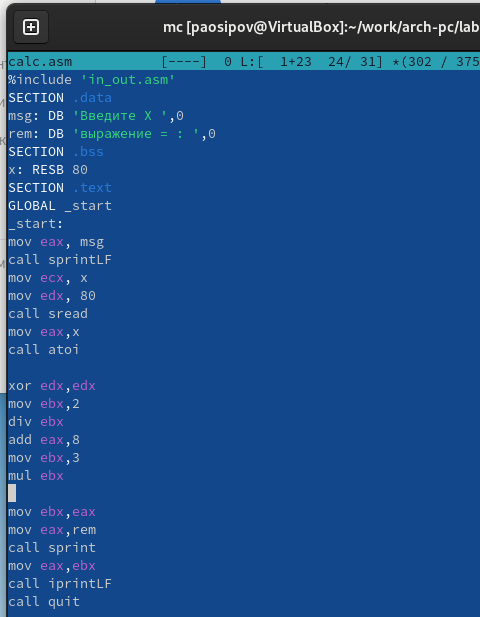 mc [paosipov@VirtualBox]:~/work/arch-pc/lab
calc.asm [----] 0 L:[ 1+23 24/ 31] *(302 / 375
%include 'in_out.asm'
SECTION .data
msg: DB 'Введите X ',0
rem: DB 'выражение = : ',0
SECTION .bss
x: RESB 80
SECTION .text
GLOBAL _start
_start:
mov eax, msg
call sprintLF
mov ecx, x
mov edx, 80
call sread
mov eax,x
call atoi
xor edx,edx
mov ebx,2
div ebx
add eax,8
mov ebx,3
mul ebx
mov ebx,eax
mov eax,rem
call sprint
mov eax,ebx
call iprintLF
call quit